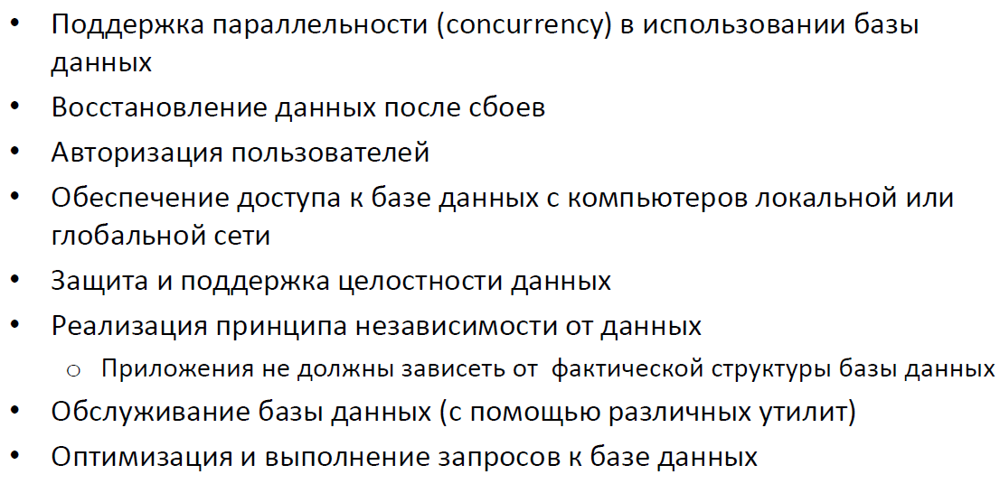 • Поддержка параллельности (concurrency) в использовании базы
данных
• Восстановление данных после сбоев
• Авторизация пользователей
• Обеспечение доступа к базе данных с компьютеров локальной или
глобальной сети
• Защита и поддержка целостности данных
• Реализация принципа независимости от данных
o Приложения не должны зависеть от фактической структуры базы данных
• Обслуживание базы данных (с помощью различных утилит)
• Оптимизация и выполнение запросов к базе данных